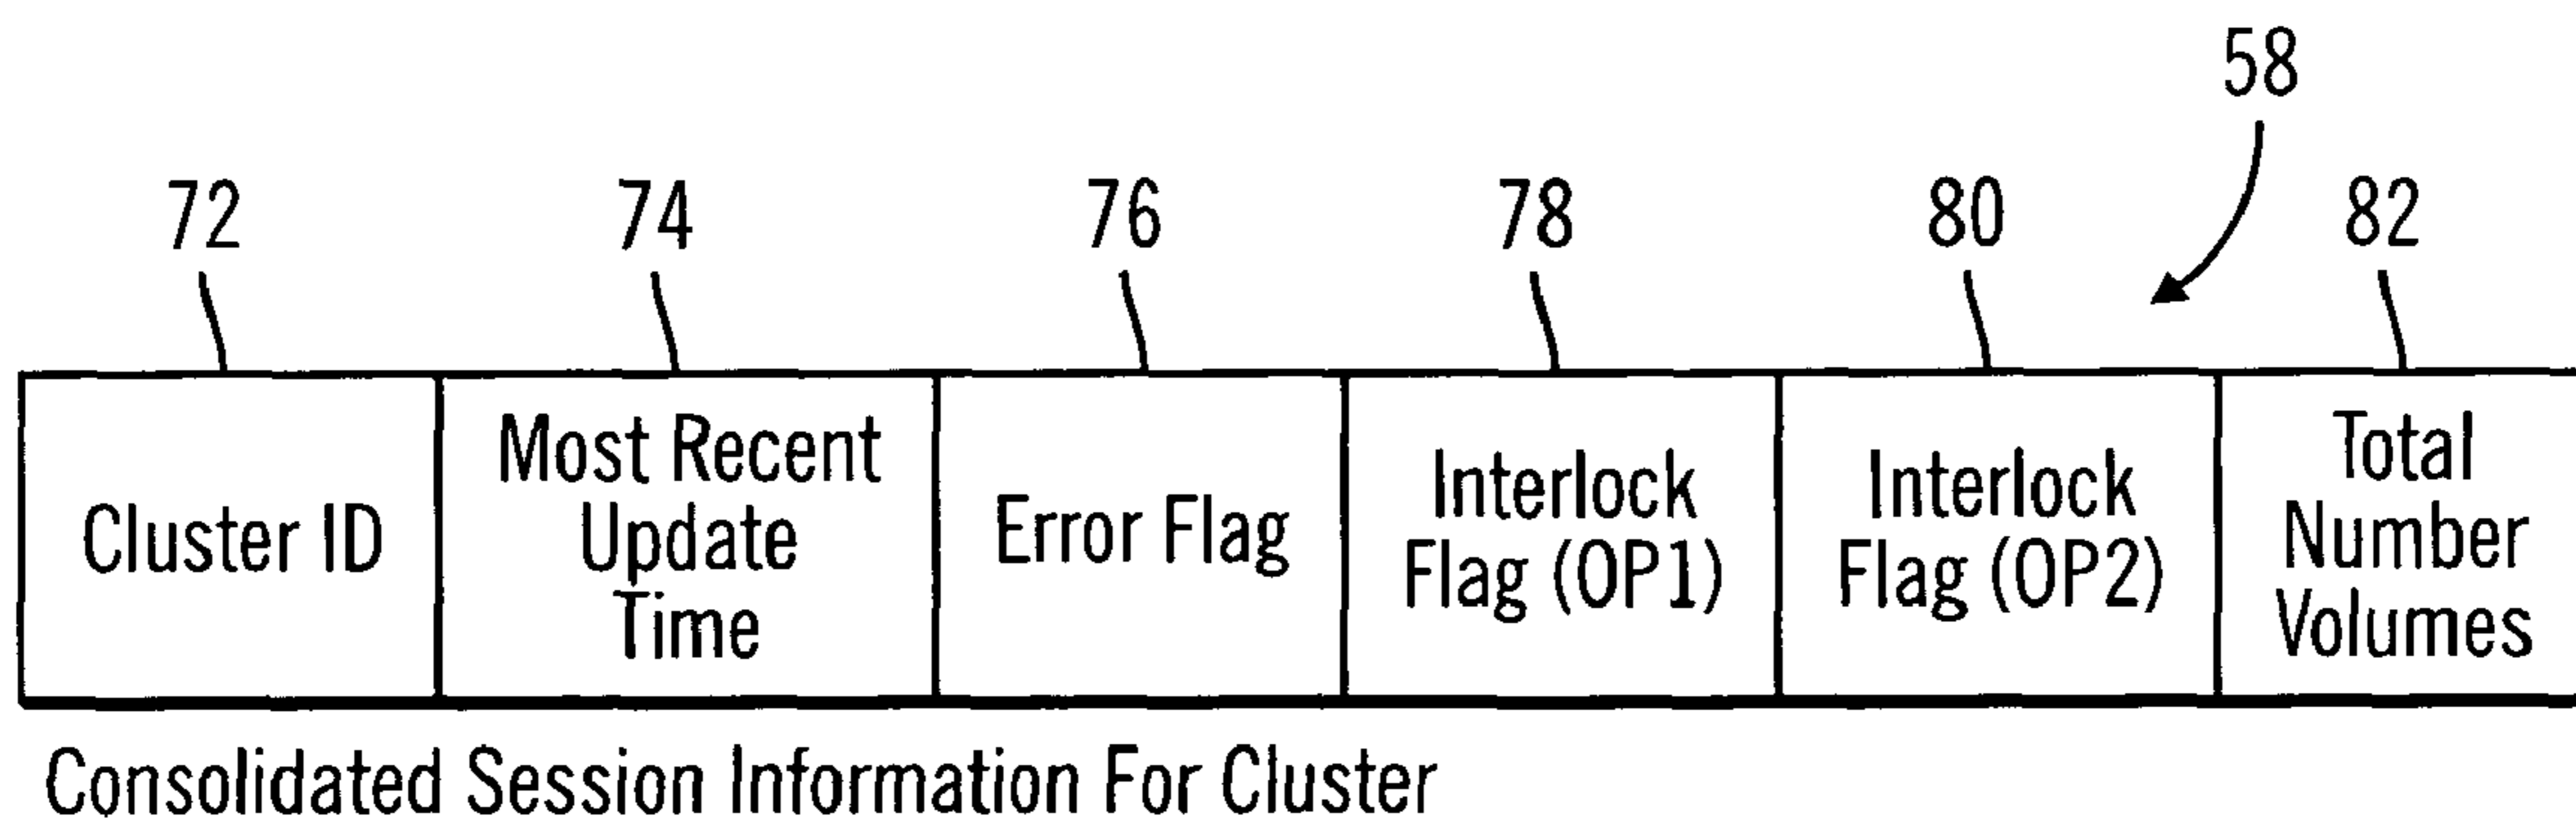 58
72
74
76
78
80
82
Cluster ID
Most Recent
Update
Time
Error Flag
Interlock
Flag (OP1)
Interlock
Flag (OP2)
Total
Number
Volumes
Consolidated Session Information For Cluster